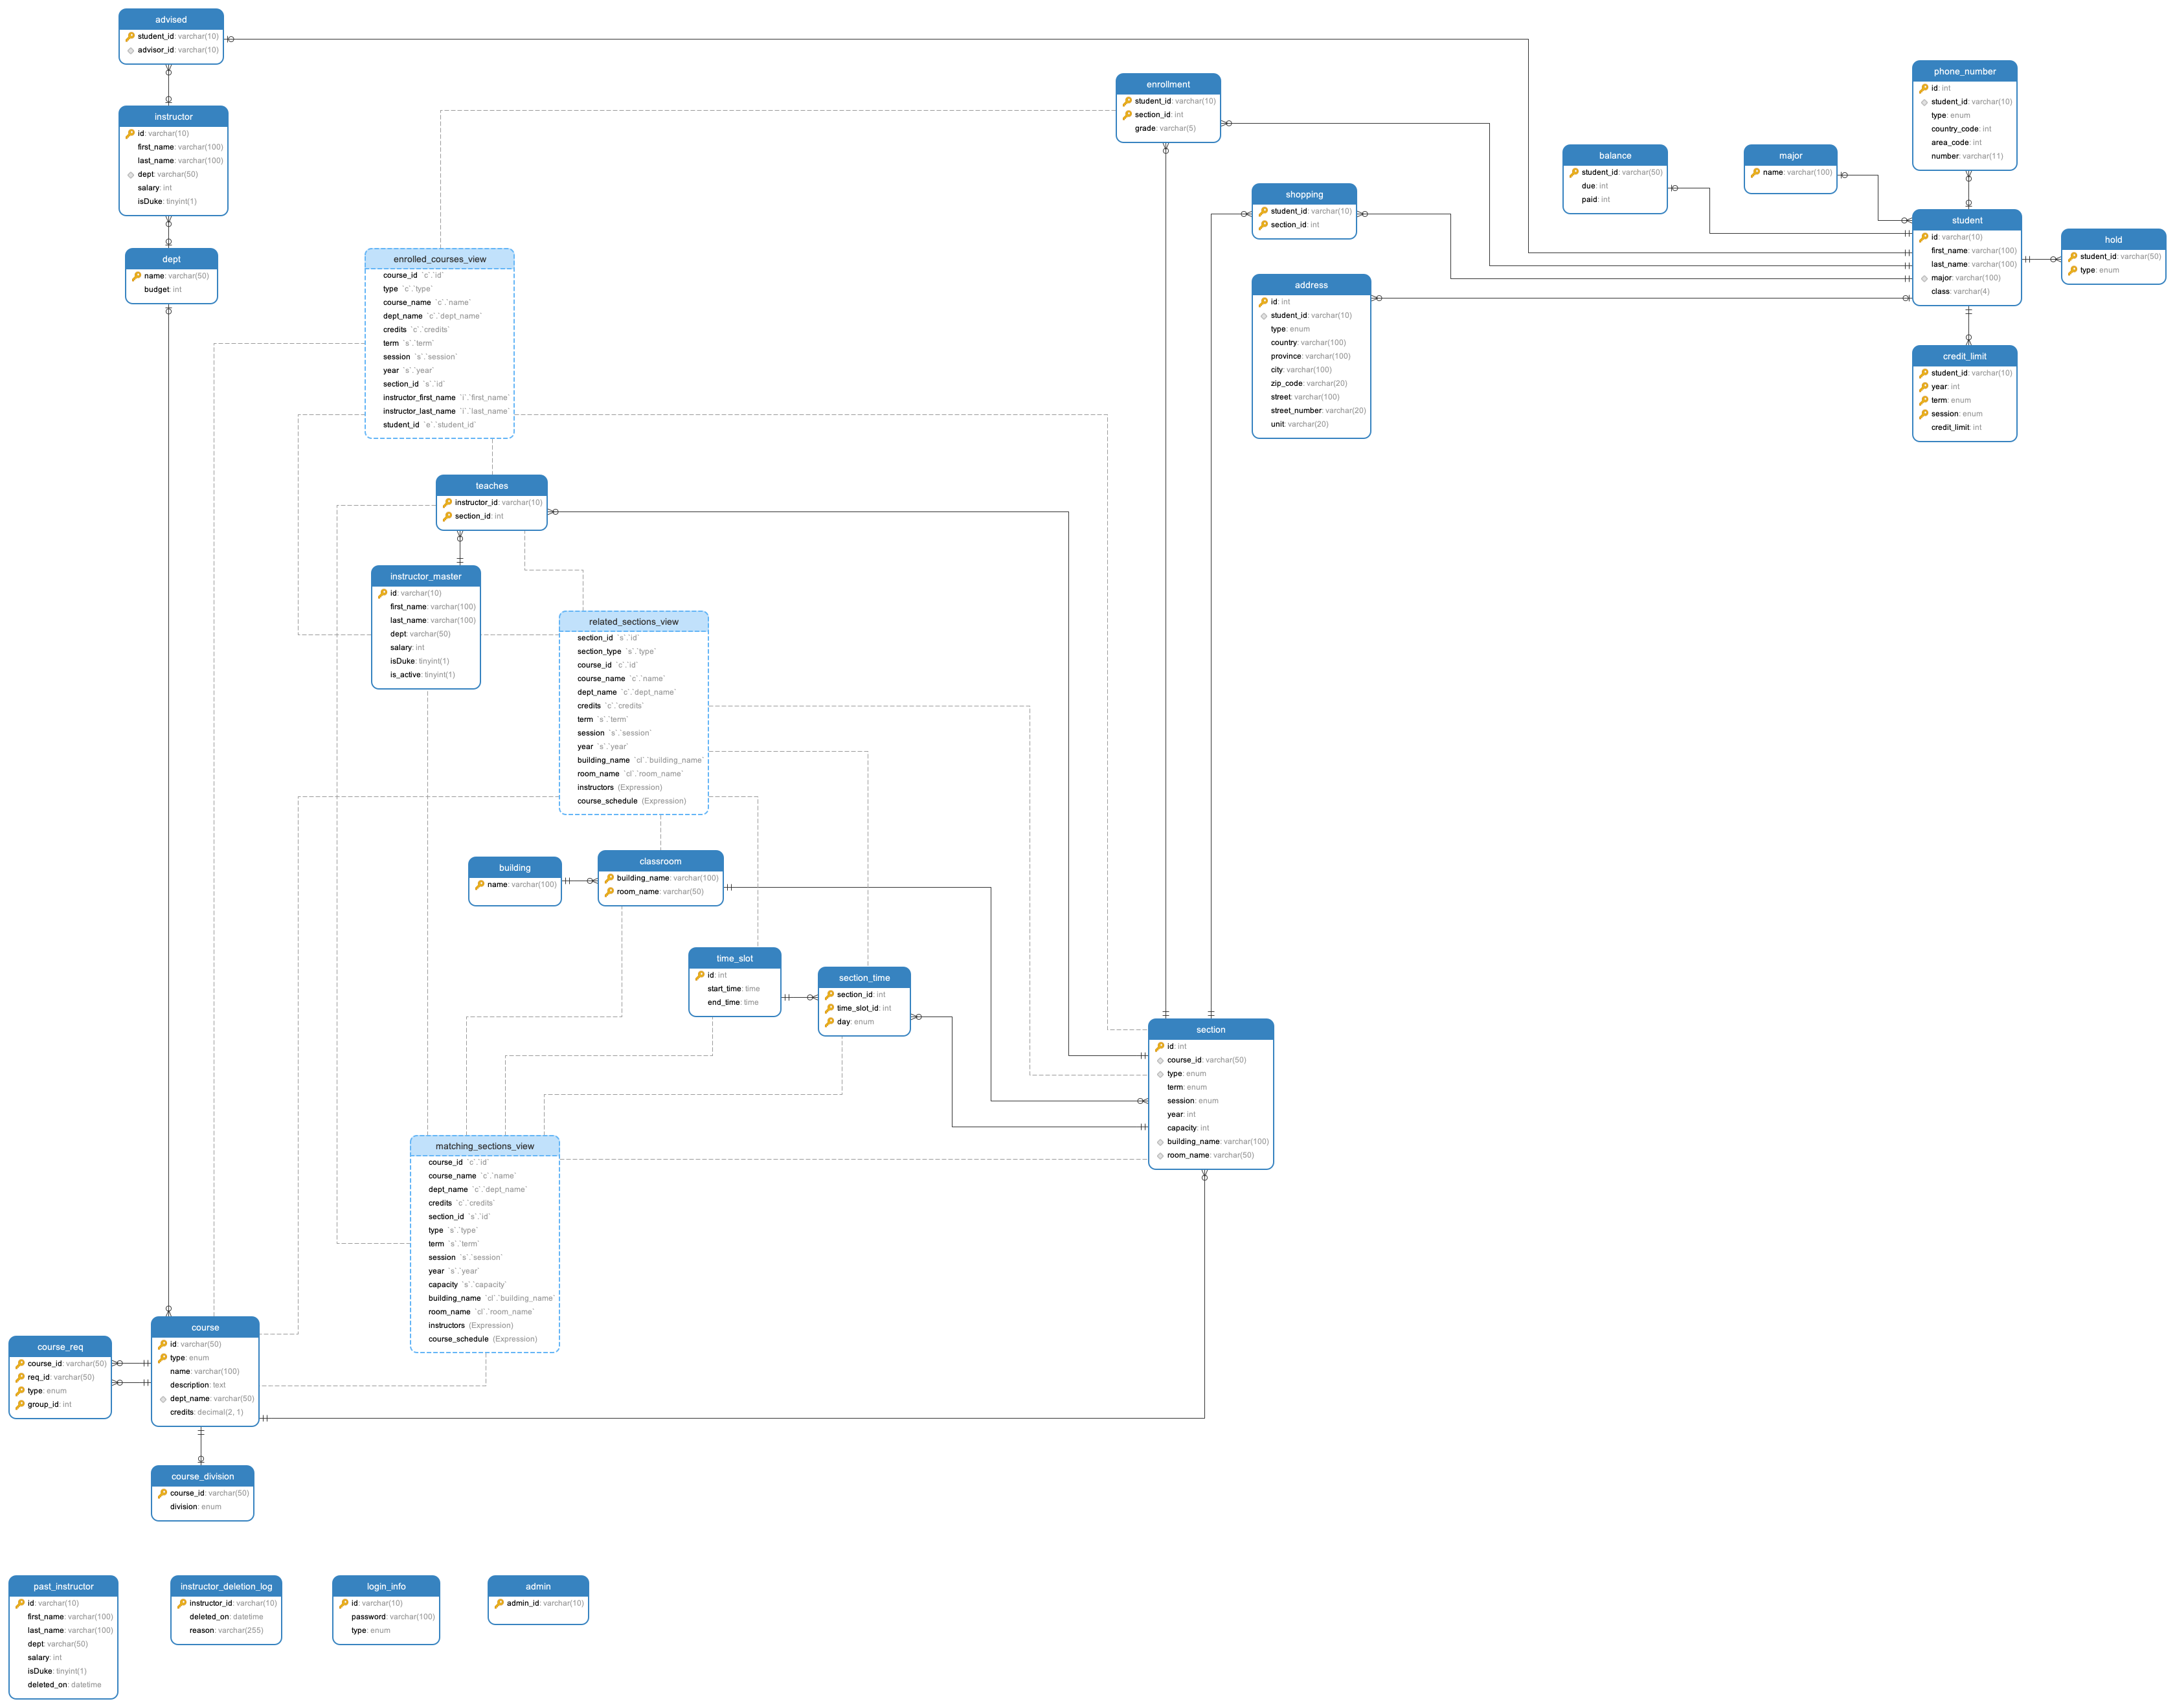 advised
student_id: varchar(10)
advisor_id: varchar(10)
instructor
id: varchar(10)
first_name: varchar(100)
last_name: varchar(100)
dept: varchar(50)
salary: int
isDuke: tinyint(1)
dept
name: varchar(50)
budget: int
enrollment
student_id: varchar(10)
section_id: int
grade: varchar(5)
shopping
student_id: varchar(10)
section_id: int
address
id: int
student_id: varchar(10)
type: enum
country: varchar(100)
province: varchar(100)
city: varchar(100)
zip_code: varchar(20)
street: varchar(100)
street_number: varchar(20)
unit: varchar(20)
balance
student_id: varchar(50)
due: int
paid: int
major
name: varchar(100)
phone_number
id: int
student_id: varchar(10)
type: enum
country_code: int
area_code: int
number: varchar(11)
student
id: varchar(10)
first_name: varchar(100)
last_name: varchar(100)
major: varchar(100)
class: varchar(4)
hold
student_id: varchar(50)
type: enum
credit_limit
student_id: varchar(10)
year: int
term: enum
session: enum
credit_limit: int
enrolled_courses_view
course_id `c`.`id`
type `c`.`type`
course_name `c`.`name`
dept_name `c`.`dept_name`
credits `c`.`credits`
term `s`.`term`
session `s`.`session`
year `s`.`year`
section_id `s`.`id`
instructor_first_name `i`.`first_name`
instructor_last_name `i`.`last_name`
student_id `e`.`student_id`
teaches
instructor_id: varchar(10)
section_id: int
instructor_master
id: varchar(10)
first_name: varchar(100)
last_name: varchar(100)
dept: varchar(50)
salary: int
isDuke: tinyint(1)
is_active: tinyint(1)
related_sections_view
section_id `s`.`id`
section_type `s`.`type`
course_id `c`.`id`
course_name `c`.`name`
dept_name `c`.`dept_name`
credits `c`.`credits`
term `s`.`term`
session `s`.`session`
year `s`.`year`
building_name `cl`.`building_name`
room_name `cl`.`room_name`
instructors (Expression)
course_schedule (Expression)
building
name: varchar(100)
classroom
building_name: varchar(100)
room_name: varchar(50)
time_slot
id: int
start_time: time
end_time: time
section_time
section_id: int
time_slot_id: int
day: enum
section
id: int
course_id: varchar(50)
type: enum
term: enum
session: enum
year: int
capacity: int
building_name: varchar(100)
room_name: varchar(50)
matching_sections_view
course_id `c`.`id`
course_name `c`.`name`
dept_name `c`.`dept_name`
credits `c`.`credits`
section_id `s`.`id`
type `s`.`type`
term `s`.`term`
session `s`.`session`
year `s`.`year`
capacity `s`.`capacity`
building_name `cl`.`building_name`
room_name `cl`.`room_name`
instructors (Expression)
course_schedule (Expression)
course
id: varchar(50)
type: enum
name: varchar(100)
description: text
dept_name: varchar(50)
credits: decimal(2, 1)
course_req
course_id: varchar(50)
req_id: varchar(50)
type: enum
group_id: int
course_division
course_id: varchar(50)
division: enum
past_instructor
id: varchar(10)
first_name: varchar(100)
last_name: varchar(100)
dept: varchar(50)
salary: int
isDuke: tinyint(1)
deleted_on: datetime
instructor_deletion_log
instructor_id: varchar(10)
deleted_on: datetime
reason: varchar(255)
login_info
id: varchar(10)
password: varchar(100)
type: enum
admin
admin_id: varchar(10)